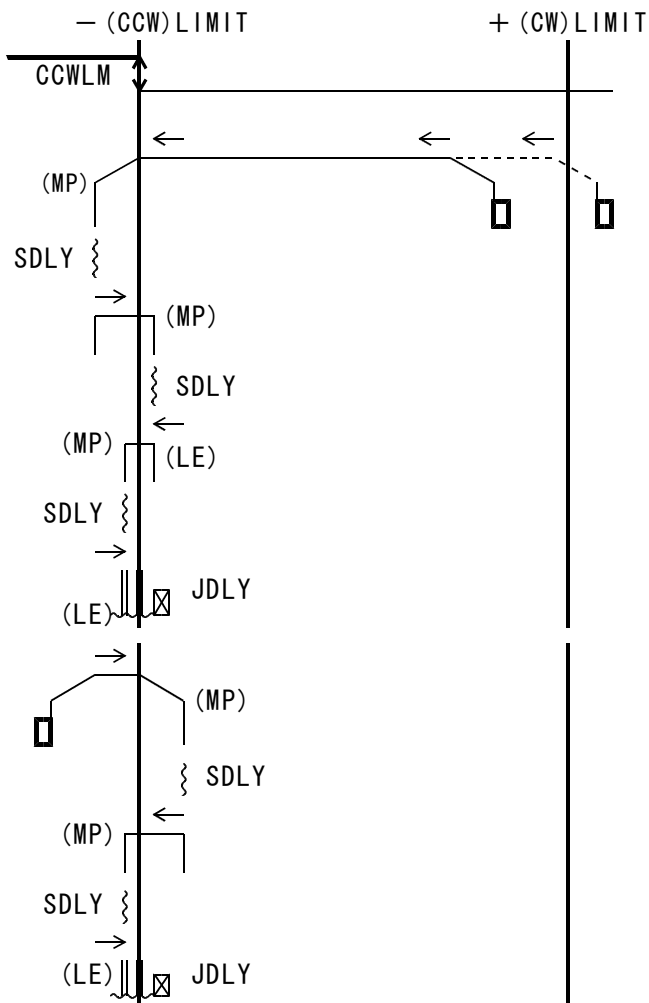 －(CCW)LIMIT ＋(CW)LIMIT
CCWLM
(MP)
SDLY
(MP)
SDLY
(MP) (LE)
SDLY
JDLY
(LE)
(MP)
SDLY
(MP)
SDLY
(LE) JDLY